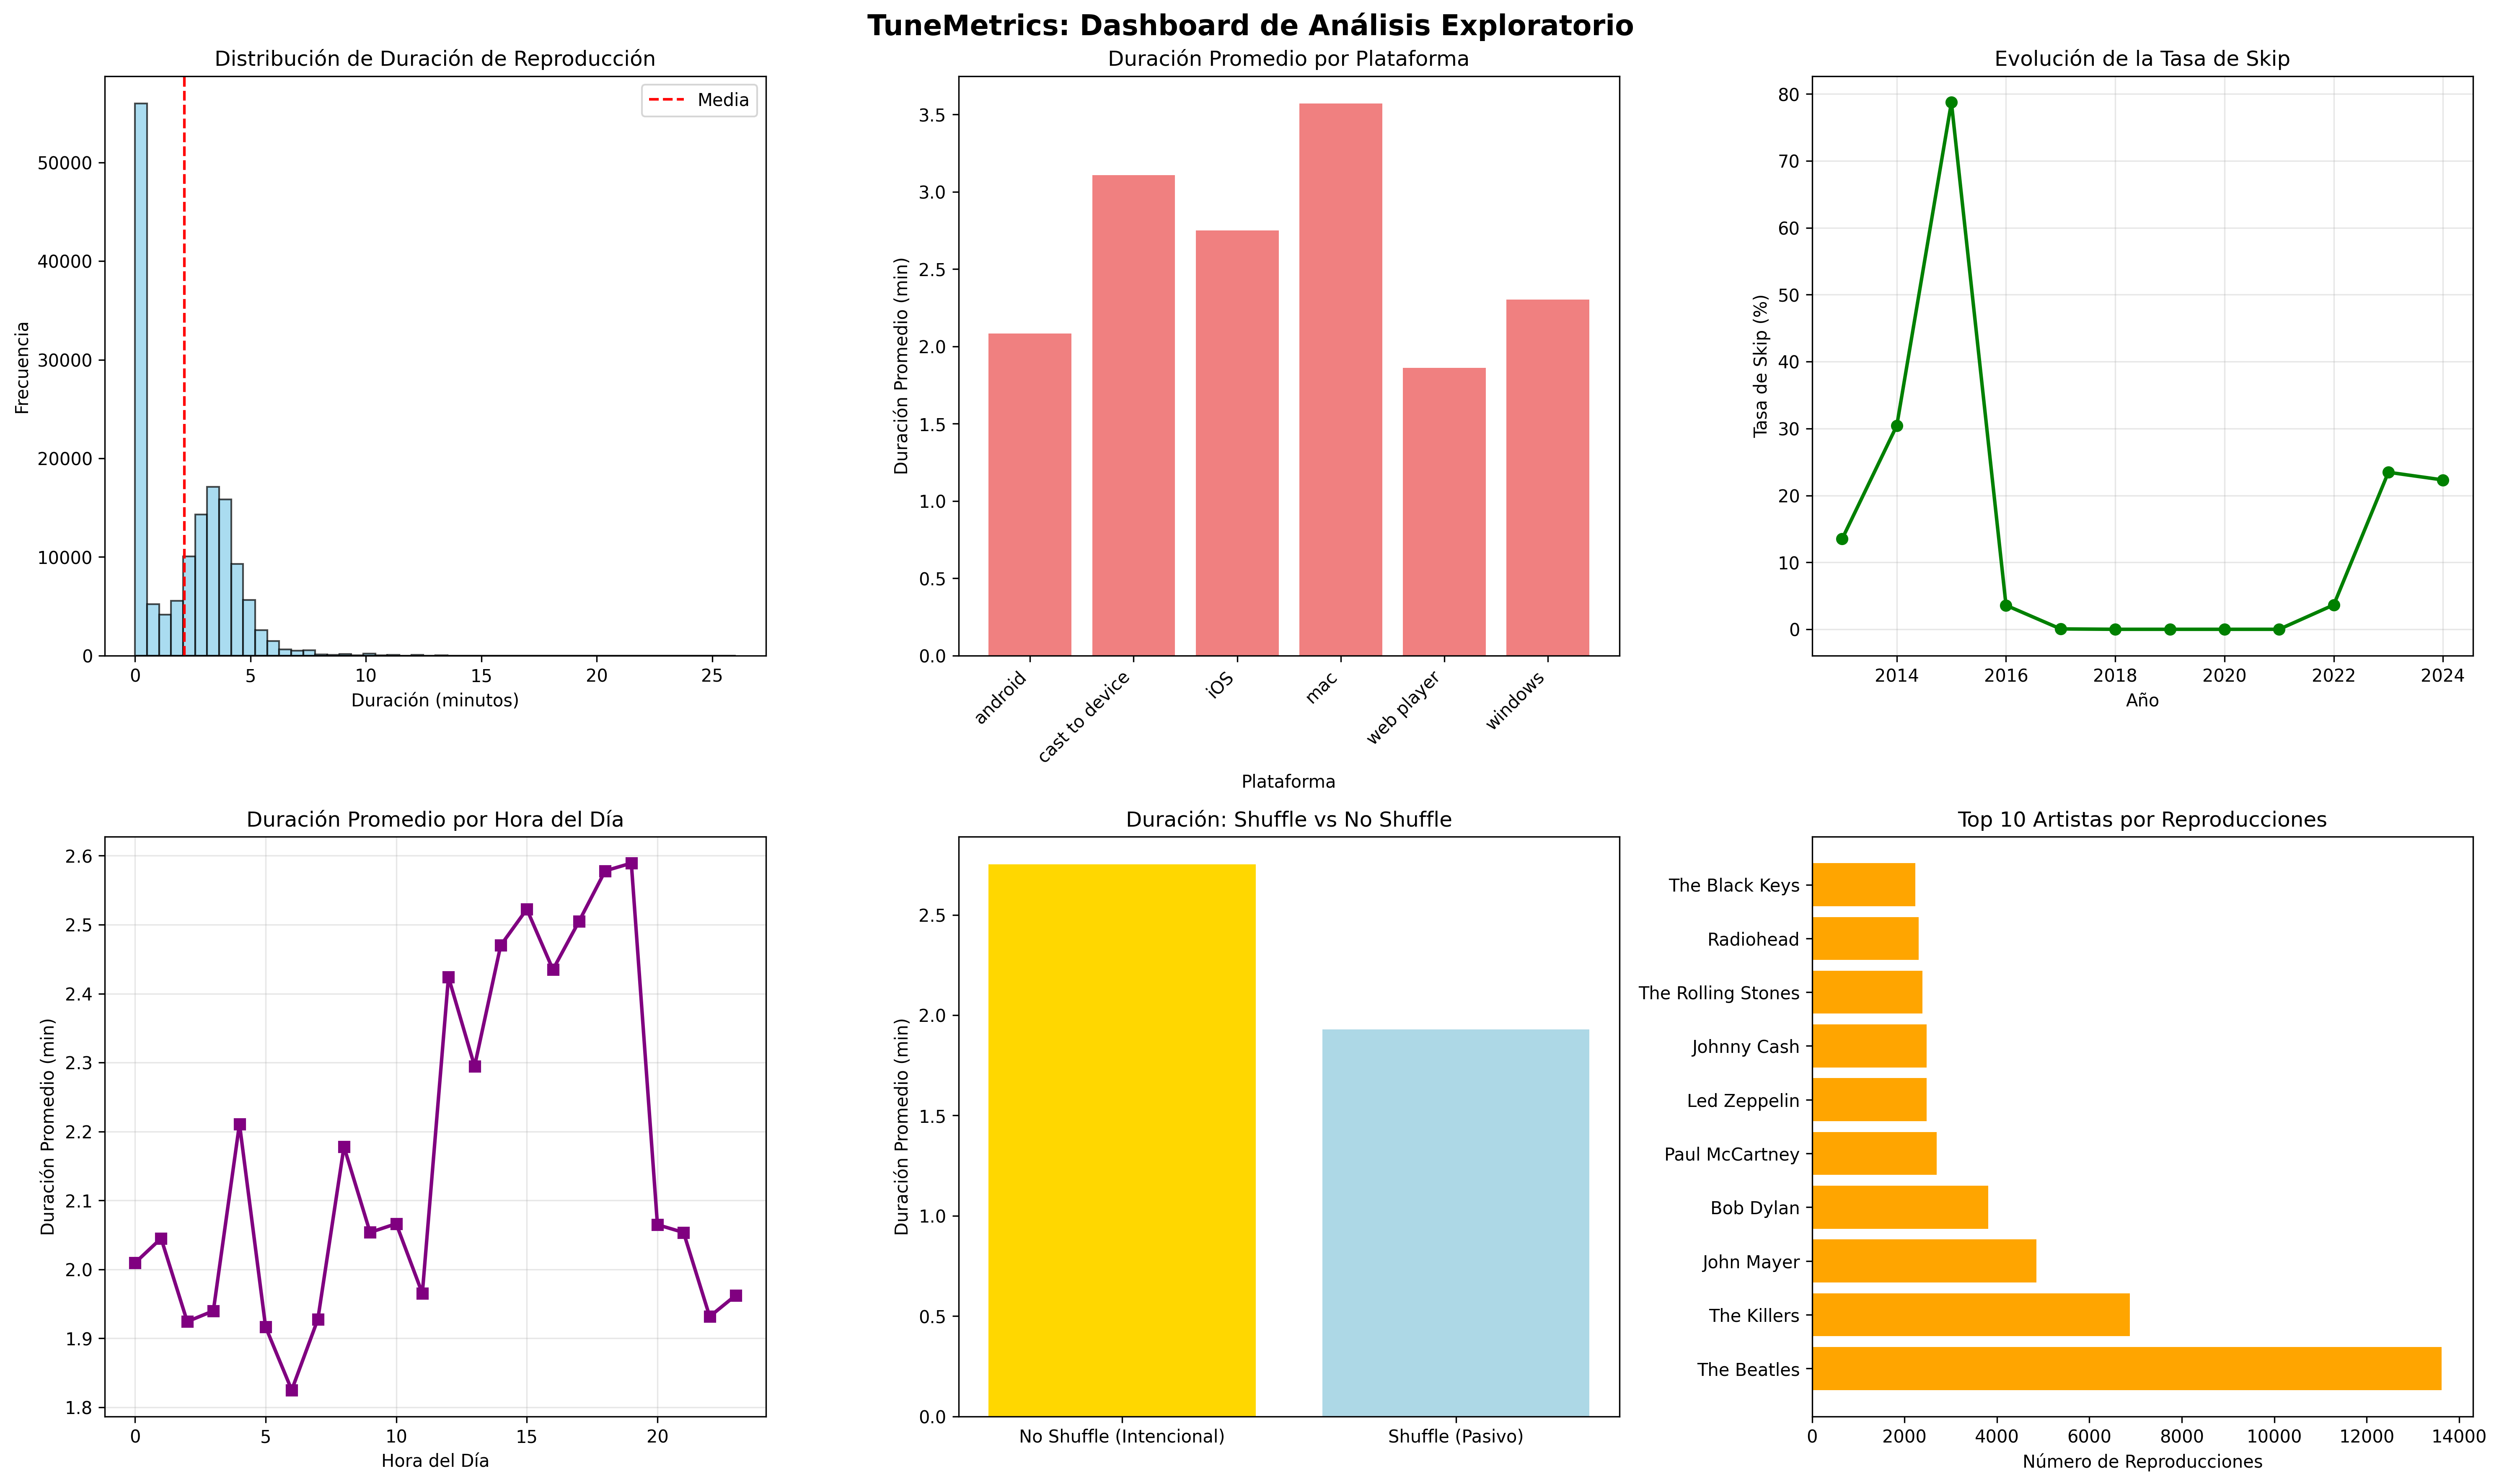 TuneMetrics: Dashboard de Análisis Exploratorio
Distribución de Duración de Reproducción
Media
Frecuencia
50000
40000
30000
20000
10000
0
0 5 10 15 20 25
Duración (minutos)
Duración Promedio por Plataforma
Duración Promedio (min)
3.5
3.0
2.5
2.0
1.5
1.0
0.5
0.0
android
cast to device
iOS
mac
web player
windows
Plataforma
Evolución de la Tasa de Skip
Tasa de Skip (%)
80
70
60
50
40
30
20
10
0
2014 2016 2018 2020 2022 2024
Año
Duración Promedio por Hora del Día
Duración Promedio (min)
2.6
2.5
2.4
2.3
2.2
2.1
2.0
1.9
1.8
0 5 10 15 20
Hora del Día
Duración: Shuffle vs No Shuffle
Duración Promedio (min)
2.5
2.0
1.5
1.0
0.5
0.0
No Shuffle (Intencional) Shuffle (Pasivo)
Top 10 Artistas por Reproducciones
The Black Keys
Radiohead
The Rolling Stones
Johnny Cash
Led Zeppelin
Paul McCartney
Bob Dylan
John Mayer
The Killers
The Beatles
0 2000 4000 6000 8000 10000 12000 14000
Número de Reproducciones